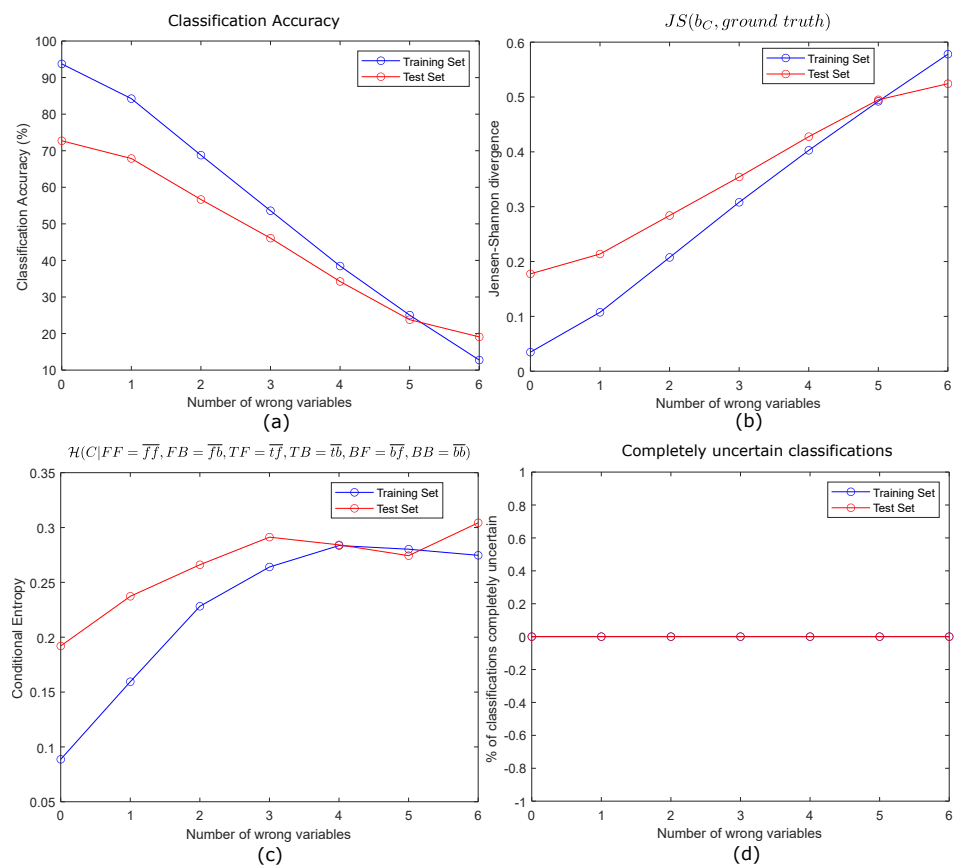 Classification Accuracy
Classification Accuracy (%)
100
90
80
70
60
50
40
30
20
10
0 1 2 3 4 5 6
Training Set
Test Set
Number of wrong variables
(a)
JS(b_C, ground truth)
Jensen-Shannon divergence
0.6
0.5
0.4
0.3
0.2
0.1
0
0 1 2 3 4 5 6
Training Set
Test Set
Number of wrong variables
(b)
$\mathcal{H}(C|FF = \overline{ff}, FB = \overline{fb}, TF = \overline{tf}, TB = \overline{tb}, BF = \overline{bf}, BB = \overline{bb})$
Conditional Entropy
0.35
0.3
0.25
0.2
0.15
0.1
0.05
0 1 2 3 4 5 6
Training Set
Test Set
Number of wrong variables
(c)
Completely uncertain classifications
% of classifications completely uncertain
1
0.8
0.6
0.4
0.2
0
-0.2
-0.4
-0.6
-0.8
-1
0 1 2 3 4 5 6
Training Set
Test Set
Number of wrong variables
(d)